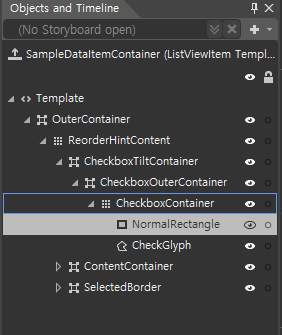 Objects and Timeline
(No Storyboard open)
SampleDataItemContainer (ListViewItem Templ...
Template
OuterContainer
ReorderHintContent
CheckboxTiltContainer
CheckboxOuterContainer
CheckboxContainer
NormalRectangle
CheckGlyph
ContentContainer
SelectedBorder